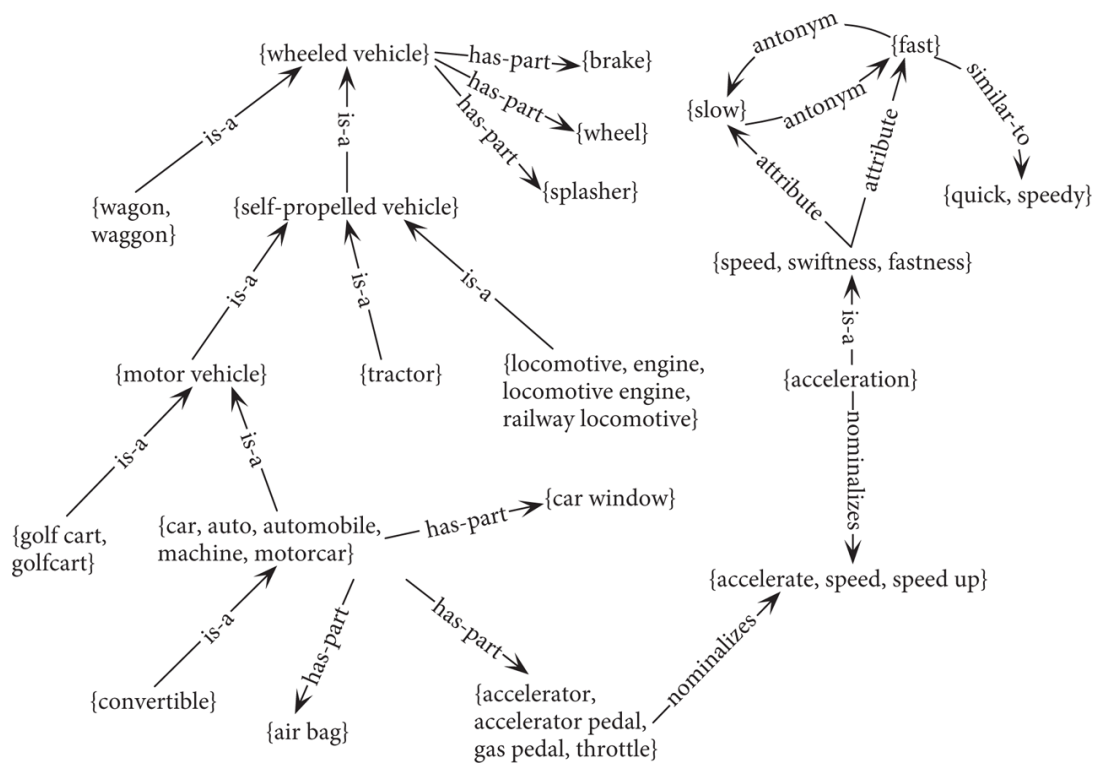 antonym
{fast}
{wheeled vehicle}
has-part
{brake}
similar-to
has-part
{slow}
antonym
{wheel}
is-a
is-a
has-part
attribute
attribute
{splasher}
{quick, speedy}
{wagon,
waggon}
{self-propelled vehicle}
{speed, swiftness, fastness}
is-a
is-a
is-a
is-a
{motor vehicle}
{tractor}
{locomotive, engine,
locomotive engine,
railway locomotive}
{acceleration}
is-a
is-a
nominalizes
{car window}
has-part
{golf cart,
golfcart}
{car, auto, automobile,
machine, motorcar}
{accelerate, speed, speed up}
is-a
has-part
has-part
nominalizes
{convertible}
{air bag}
{accelerator,
accelerator pedal,
gas pedal, throttle}